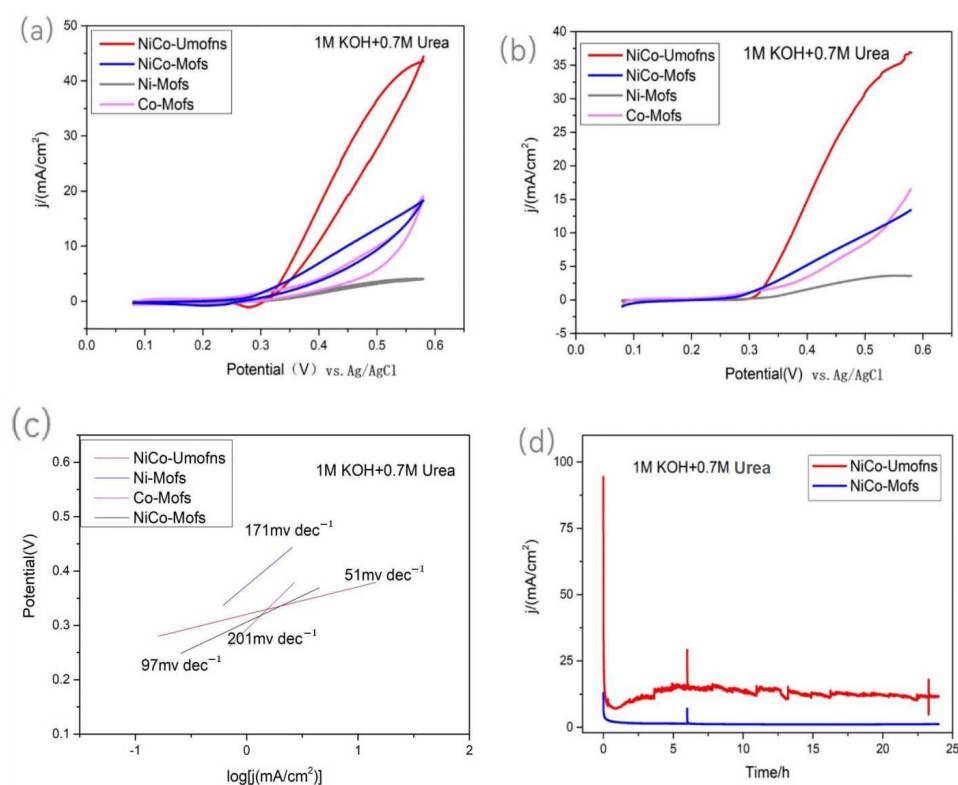 (a)
1M KOH+0.7M Urea
NiCo-Umofns
NiCo-Mofs
Ni-Mofs
Co-Mofs
j/(mA/cm²)
50
40
30
20
10
0
0.0 0.1 0.2 0.3 0.4 0.5 0.6
Potential (V) vs.Ag/AgCl
(b)
1M KOH+0.7M Urea
NiCo-Umofns
NiCo-Mofs
Ni-Mofs
Co-Mofs
j/(mA/cm²)
40
35
30
25
20
15
10
5
0
-5
0.0 0.1 0.2 0.3 0.4 0.5 0.6
Potential(V) vs.Ag/AgCl
(c)
1M KOH+0.7M Urea
NiCo-Umofns
Ni-Mofs
Co-Mofs
NiCo-Mofs
171mv dec⁻¹
51mv dec⁻¹
201mv dec⁻¹
97mv dec⁻¹
Potential(V)
0.6
0.5
0.4
0.3
0.2
0.1
-1 0 1 2
log[j(mA/cm²)]
(d)
1M KOH+0.7M Urea
NiCo-Umofns
NiCo-Mofs
j/(mA/cm²)
100
75
50
25
0
0 5 10 15 20 25
Time/h